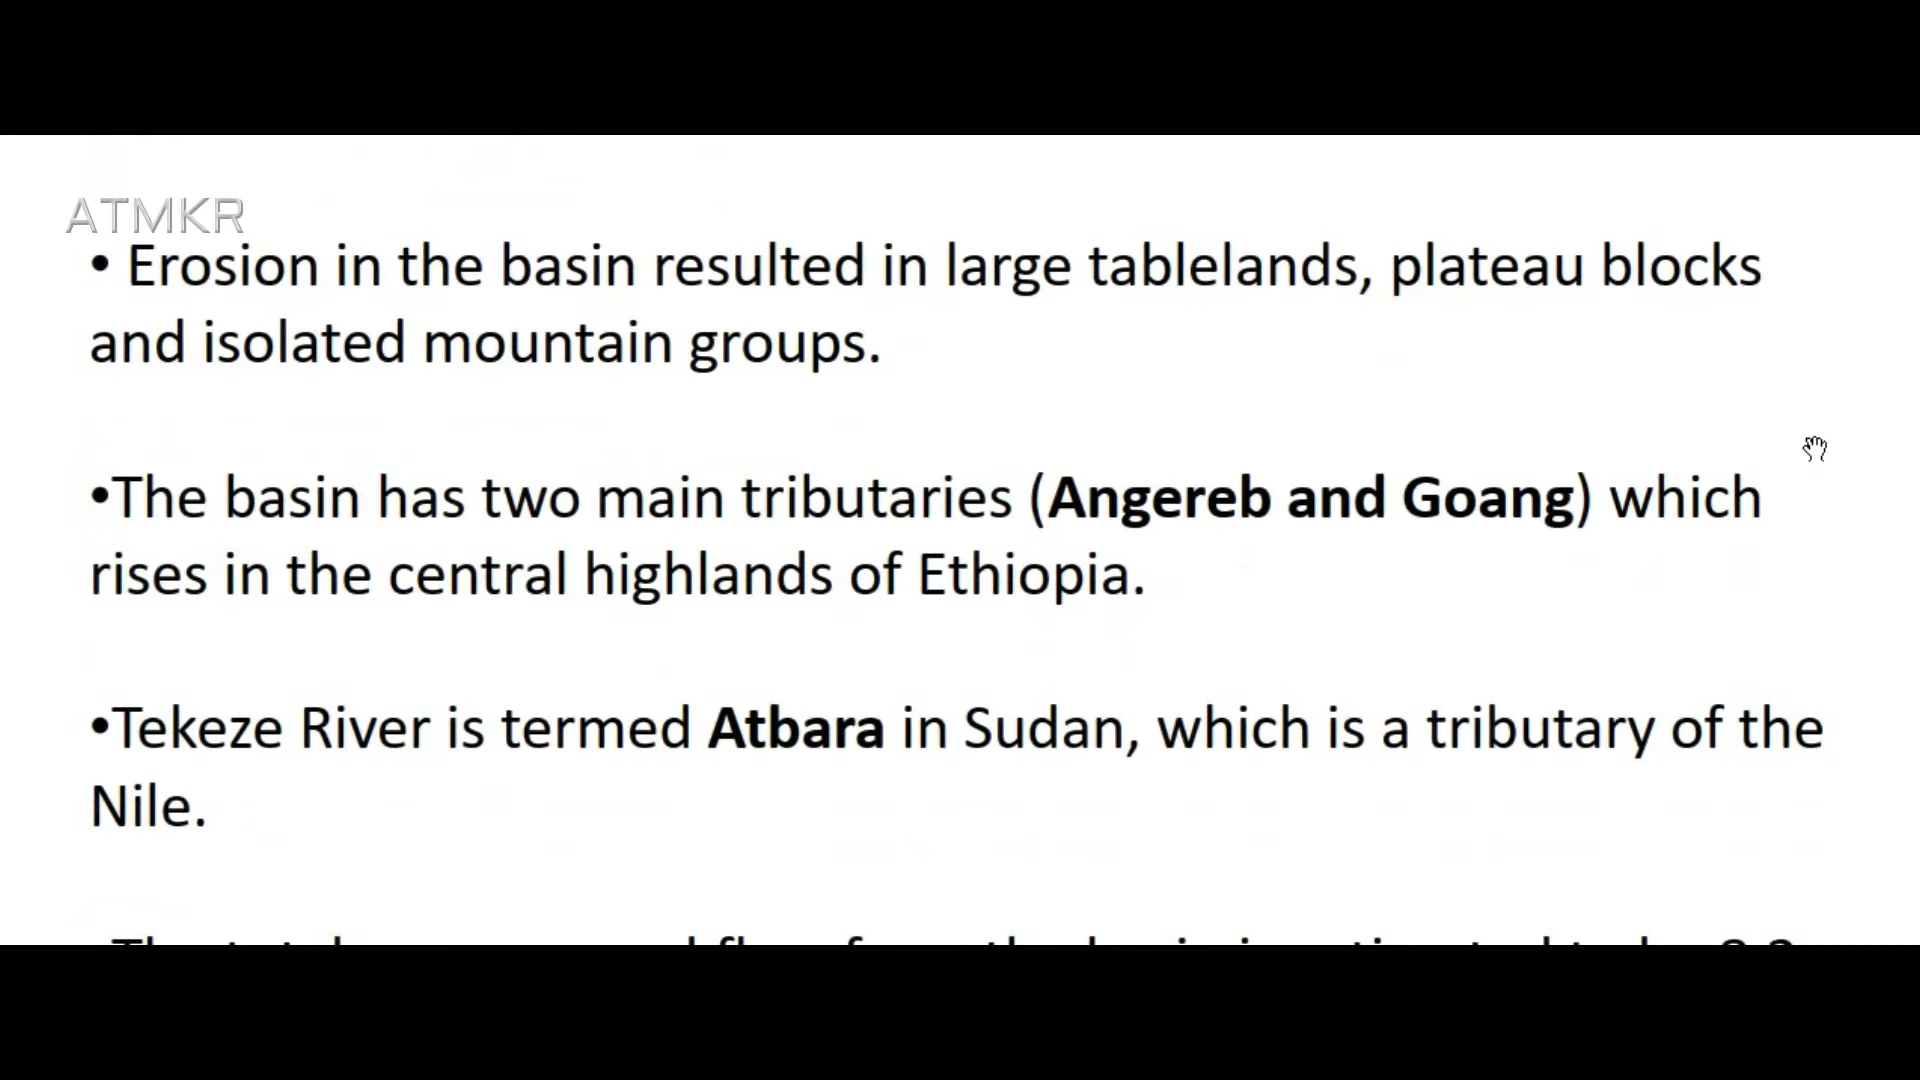 ATMKR
• Erosion in the basin resulted in large tablelands, plateau blocks
and isolated mountain groups.
•The basin has two main tributaries (Angereb and Goang) which
rises in the central highlands of Ethiopia.
•Tekeze River is termed Atbara in Sudan, which is a tributary of the
Nile.